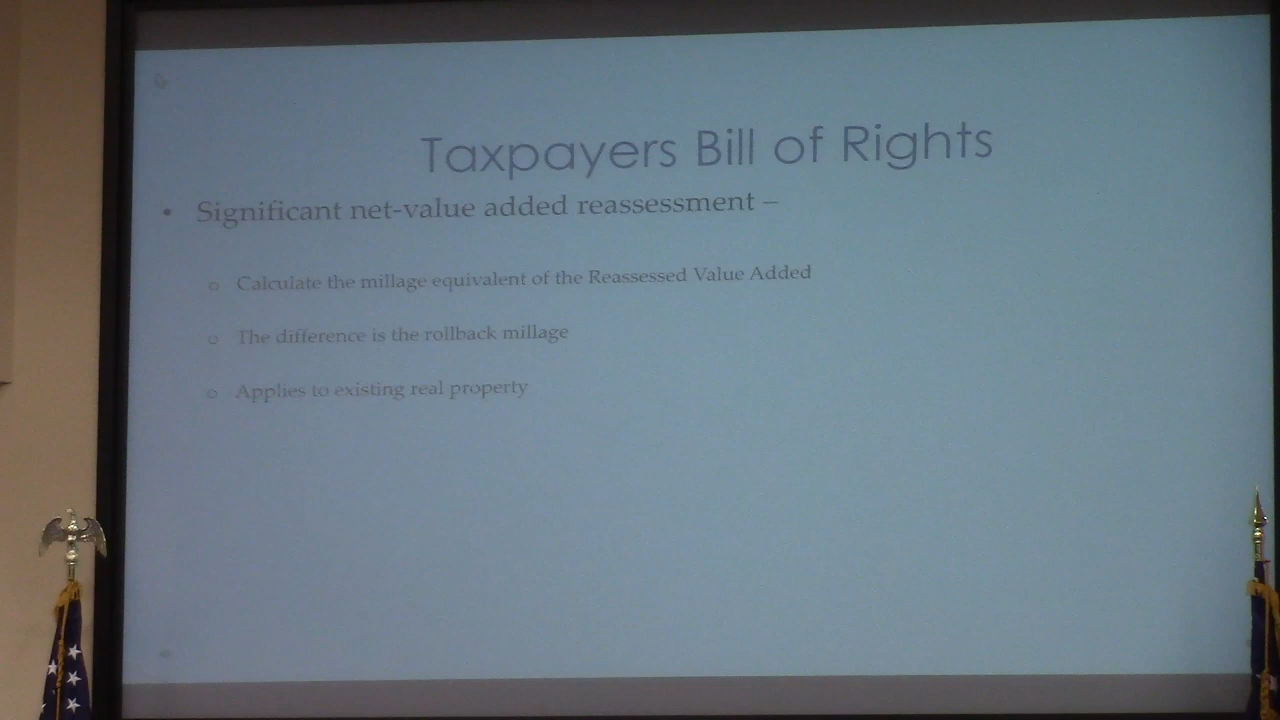 Taxpayers Bill of Rights
• Significant net-value added reassessment –
o Calculate the millage equivalent of the Reassessed Value Added
o The difference is the rollback millage
o Applies to existing real property